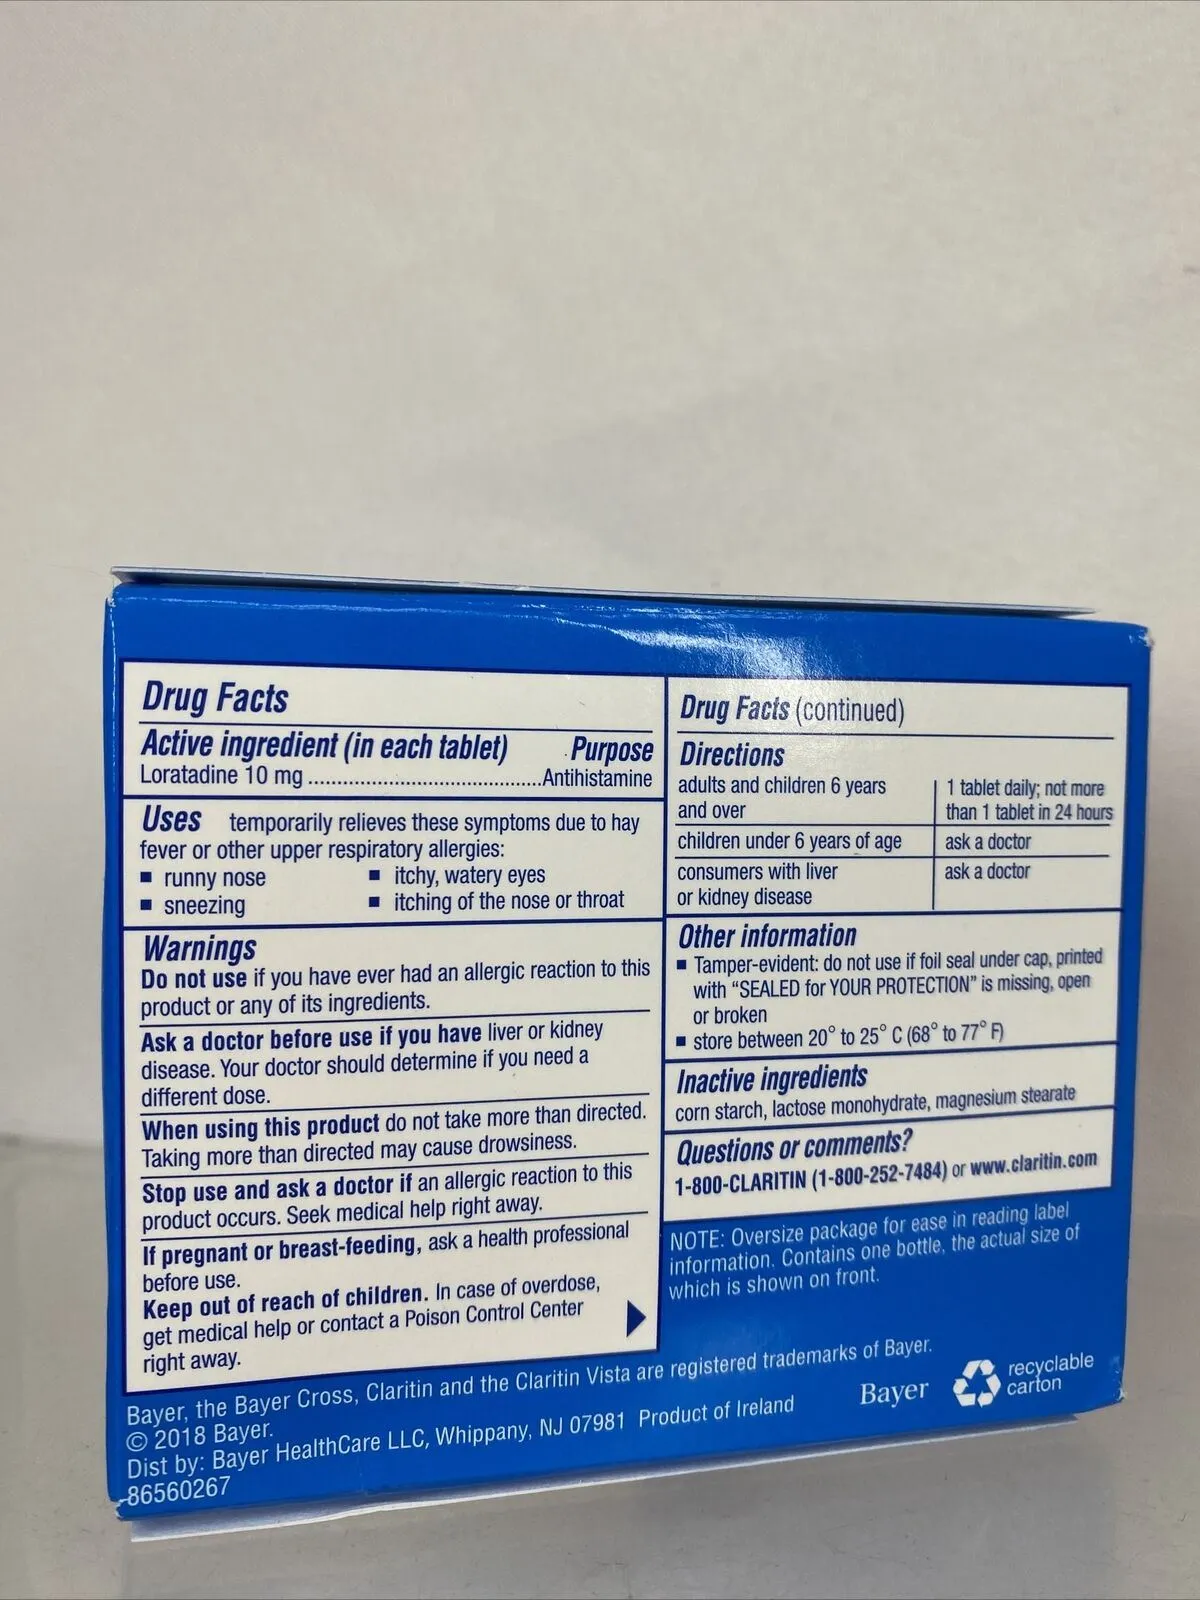 Drug Facts
Active ingredient (in each tablet) Purpose
Loratadine 10 mg ........................................Antihistamine
Uses temporarily relieves these symptoms due to hay
fever or other upper respiratory allergies:
■ runny nose ■ itchy, watery eyes
■ sneezing ■ itching of the nose or throat
Warnings
Do not use if you have ever had an allergic reaction to this
product or any of its ingredients.
Ask a doctor before use if you have liver or kidney
disease. Your doctor should determine if you need a
different dose.
When using this product do not take more than directed.
Taking more than directed may cause drowsiness.
Stop use and ask a doctor if an allergic reaction to this
product occurs. Seek medical help right away.
If pregnant or breast-feeding, ask a health professional
before use.
Keep out of reach of children. In case of overdose,
get medical help or contact a Poison Control Center
right away.
Drug Facts (continued)
Directions
adults and children 6 years 1 tablet daily; not more
and over than 1 tablet in 24 hours
children under 6 years of age ask a doctor
consumers with liver ask a doctor
or kidney disease
Other information
■ Tamper-evident: do not use if foil seal under cap, printed
with “SEALED for YOUR PROTECTION” is missing, open
or broken
■ store between 20° to 25° C (68° to 77° F)
Inactive ingredients
corn starch, lactose monohydrate, magnesium stearate
Questions or comments?
1-800-CLARITIN (1-800-252-7484) or www.claritin.com
NOTE: Oversize package for ease in reading label
information. Contains one bottle, the actual size of
which is shown on front.
Bayer, the Bayer Cross, Claritin and the Claritin Vista are registered trademarks of Bayer.
© 2018 Bayer.
Dist by: Bayer HealthCare LLC, Whippany, NJ 07981 Product of Ireland
86560267
Bayer
recyclable
carton